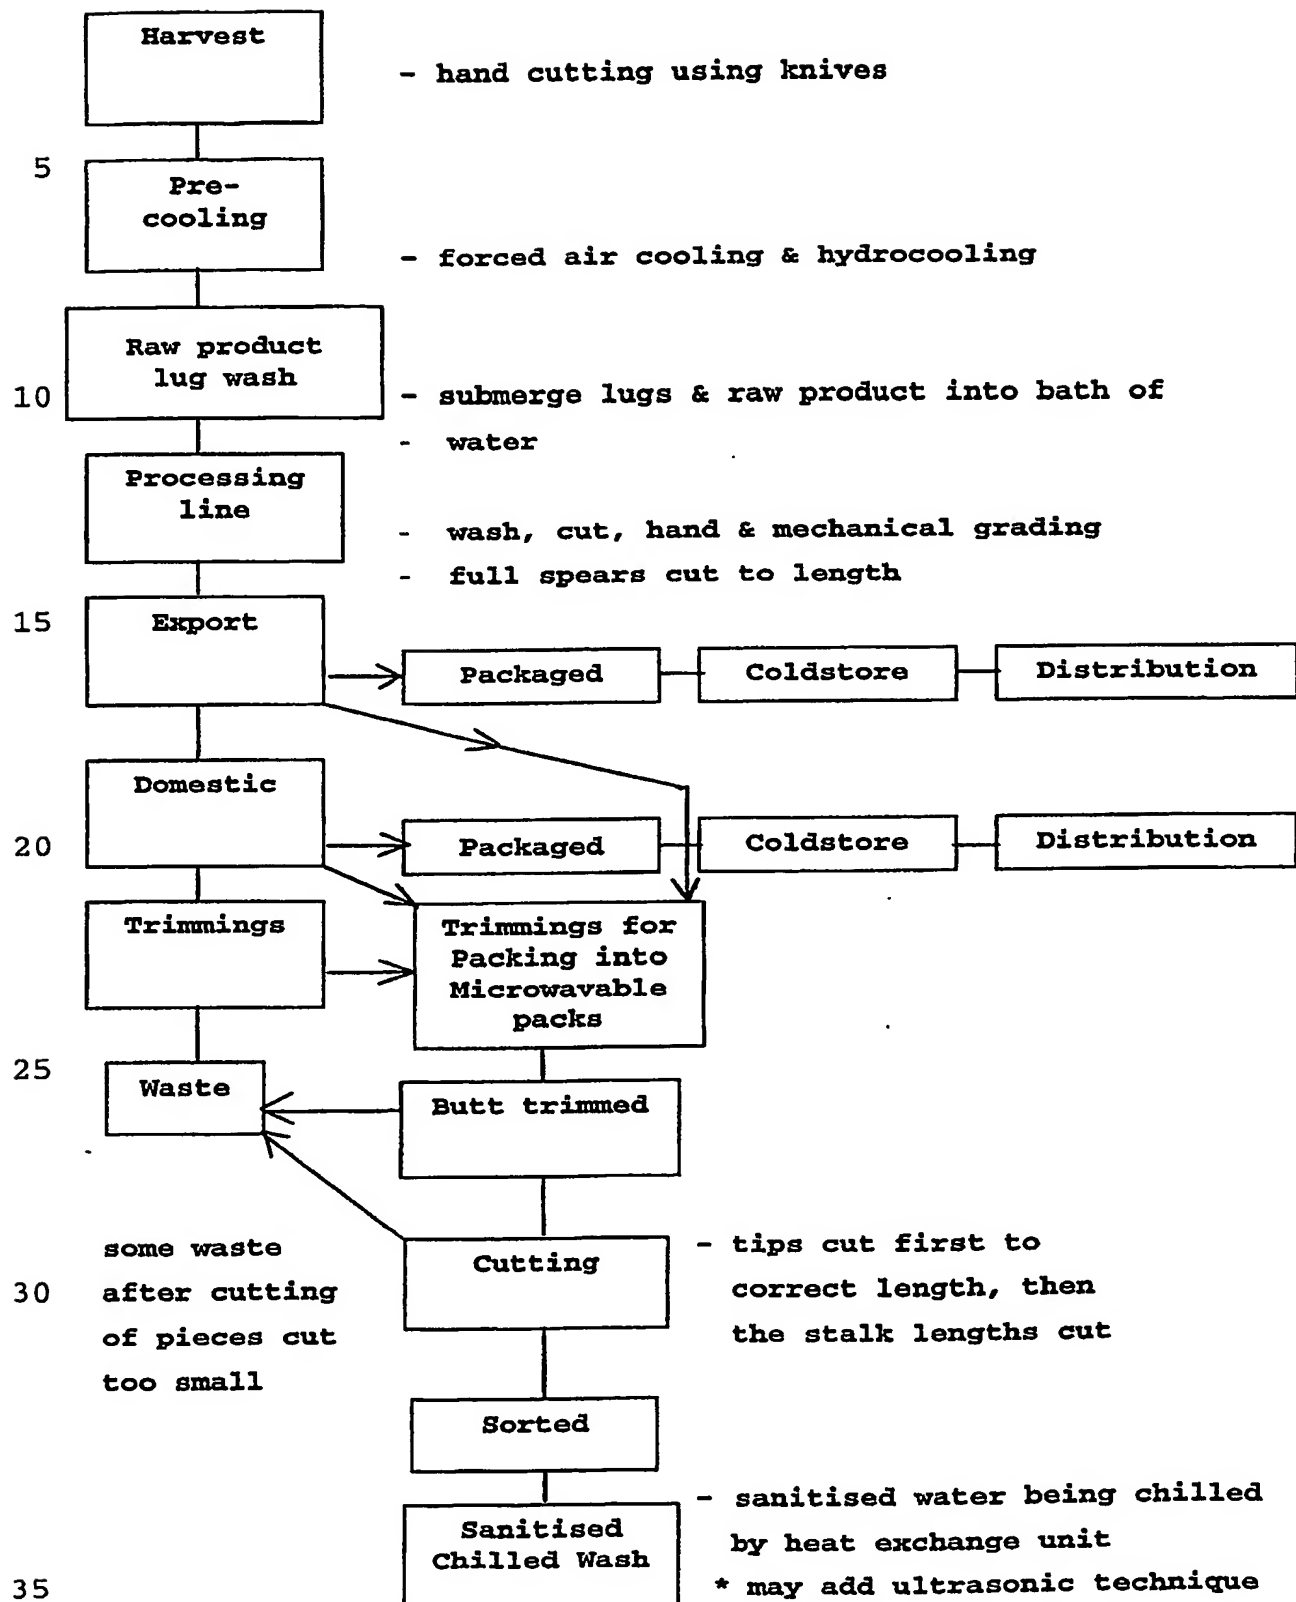 Harvest
- hand cutting using knives
5
Pre-
cooling
- forced air cooling & hydrocooling
Raw product
lug wash
10
- submerge lugs & raw product into bath of
- water
Processing
line
- wash, cut, hand & mechanical grading
- full spears cut to length
15
Export
Packaged
Coldstore
Distribution
Domestic
20
Packaged
Coldstore
Distribution
Trimmings
Trimmings for
Packing into
Microwavable
packs
25
Waste
Butt trimmed
some waste
30
after cutting
of pieces cut
too small
Cutting
- tips cut first to
correct length, then
the stalk lengths cut
Sorted
Sanitised
Chilled Wash
- sanitised water being chilled
by heat exchange unit
35
* may add ultrasonic technique